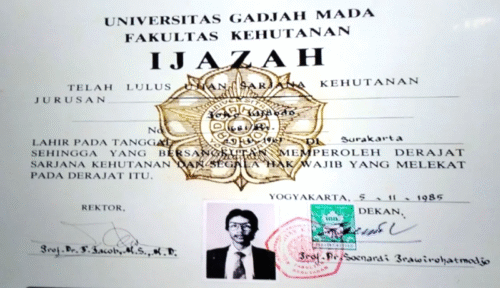 UNIVERSITAS GADJAH MADA
FAKULTAS KEHUTANAN
IJAZAH
TELAH LULUS UJIAN SARJANA KEHUTANAN
JURUSAN
No
LAHIR PADA TANGGAL DI Surakarta
SEHINGGA YANG BERSANGKUTAN MEMPEROLEH DERAJAT
SARJANA KEHUTANAN DAN SEGALA HAK WAJIB YANG MELEKAT
PADA DERAJAT ITU.
YOGYAKARTA, 5-11-1985
REKTOR, DEKAN,
Prof. Dr. T. Jacob, M.S., M.D. Prof. Dr. Soenardi Prawirohatmodjo